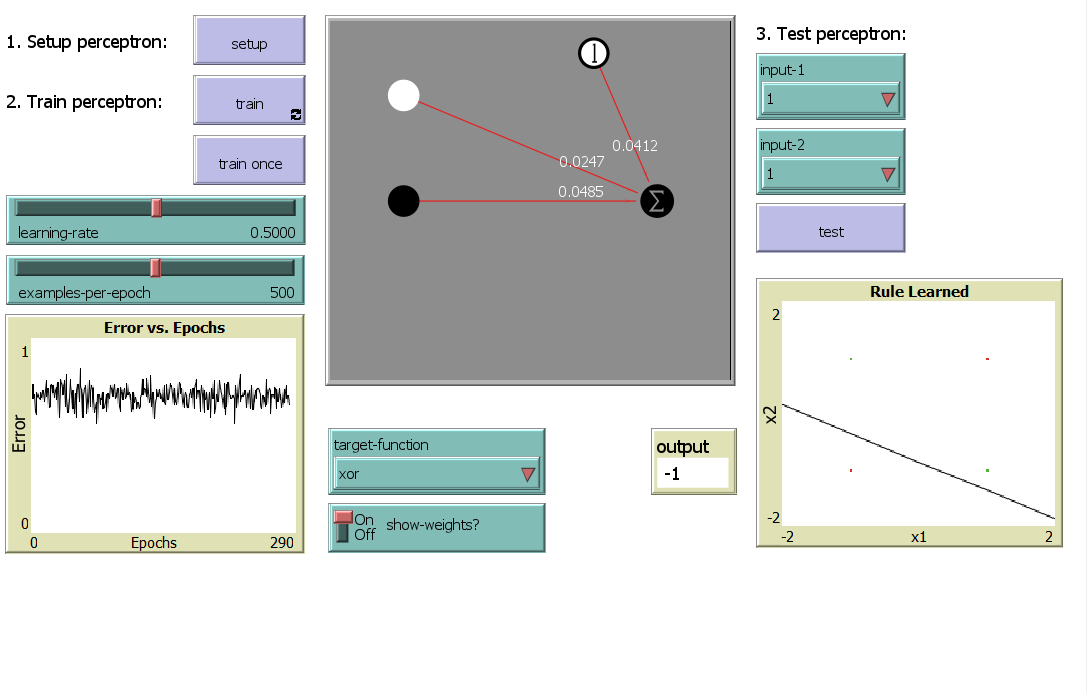 1. Setup perceptron:
setup
2. Train perceptron:
train
train once
learning-rate
0.5000
examples-per-epoch
500
Error vs. Epochs
1
Error
0
0
Epochs
290
1
0.0412
0.0247
0.0485
Σ
target-function
xor
On
Off
show-weights?
output
-1
3. Test perceptron:
input-1
1
input-2
1
test
Rule Learned
2
x2
-2
-2
x1
2